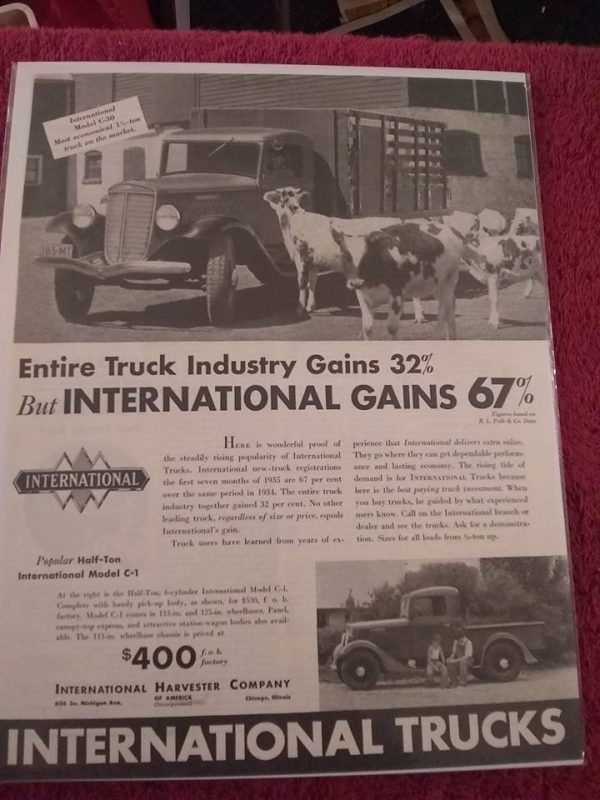 International
Model C-30
Most economical 1½-ton
truck on the market.
Entire Truck Industry Gains 32%
But INTERNATIONAL GAINS 67%
Figures based on
R. L. Polk & Co. Data
HERE is wonderful proof of
the steadily rising popularity of International
Trucks. International new-truck registrations
the first seven months of 1935 are 67 per cent
over the same period in 1934. The entire truck
industry together gained 32 per cent. No other
leading truck, regardless of size or price, equals
International's gain.
Truck users have learned from years of ex-
perience that International delivers extra value.
They go where they can get dependable perform-
ance and lasting economy. The rising tide of
demand is for INTERNATIONAL Trucks because
here is the best paying truck investment. When
you buy trucks, be guided by what experienced
users know. Call on the International branch or
dealer and see the trucks. Ask for a demonstra-
tion. Sizes for all loads from ½-ton up.
INTERNATIONAL
Popular Half-Ton
International Model C-1
At the right is the Half-Ton, 6-cylinder International Model C-1.
Complete with handy pick-up body, as shown, for $530, f. o. b.
factory. Model C-1 comes in 113-in. and 125-in. wheelbases. Panel,
canopy-top express, and attractive station-wagon bodies also avail-
able. The 113-in. wheelbase chassis is priced at
$400 f. o. b.
factory
INTERNATIONAL HARVESTER COMPANY
606 So. Michigan Ave. OF AMERICA Chicago, Illinois
(Incorporated)
INTERNATIONAL TRUCKS